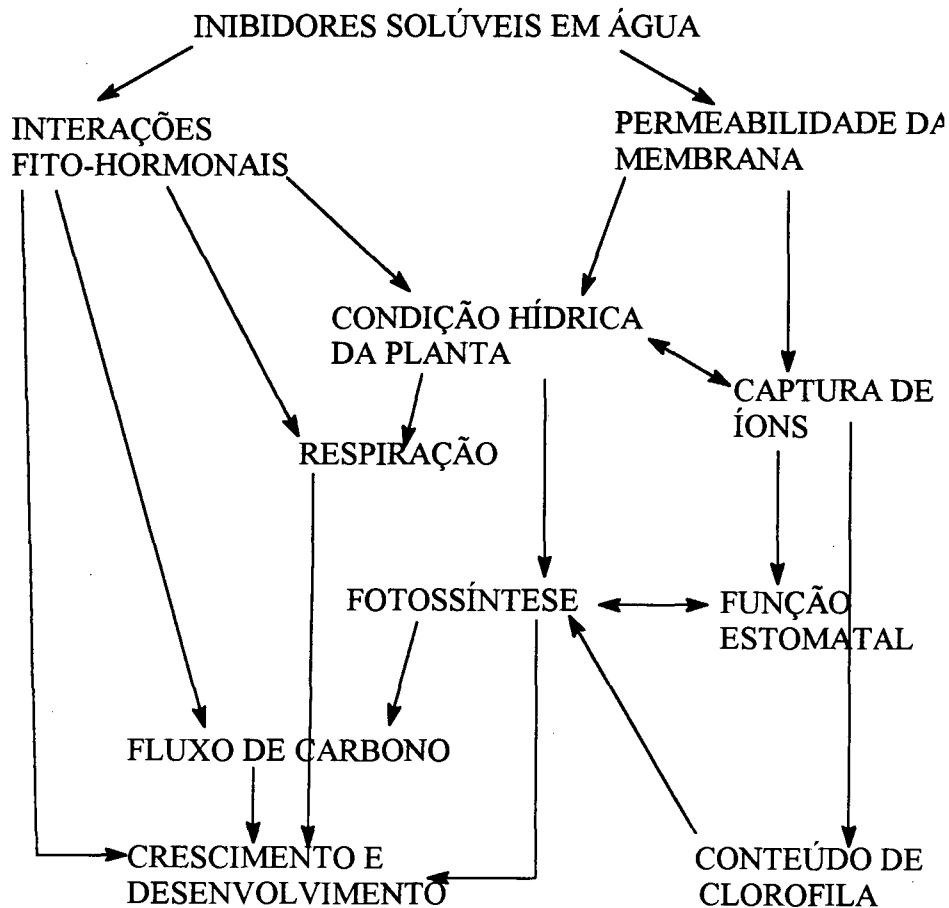 INIBIDORES SOLÚVEIS EM ÁGUA
INTERAÇÕES
FITO-HORMONAIS
PERMEABILIDADE DA
MEMBRANA
CONDIÇÃO HÍDRICA
DA PLANTA
CAPTURA DE
ÍONS
RESPIRAÇÃO
FOTOSSÍNTESE
FUNÇÃO
ESTOMATAL
FLUXO DE CARBONO
CRESCIMENTO E
DESENVOLVIMENTO
CONTEÚDO DE
CLOROFILA